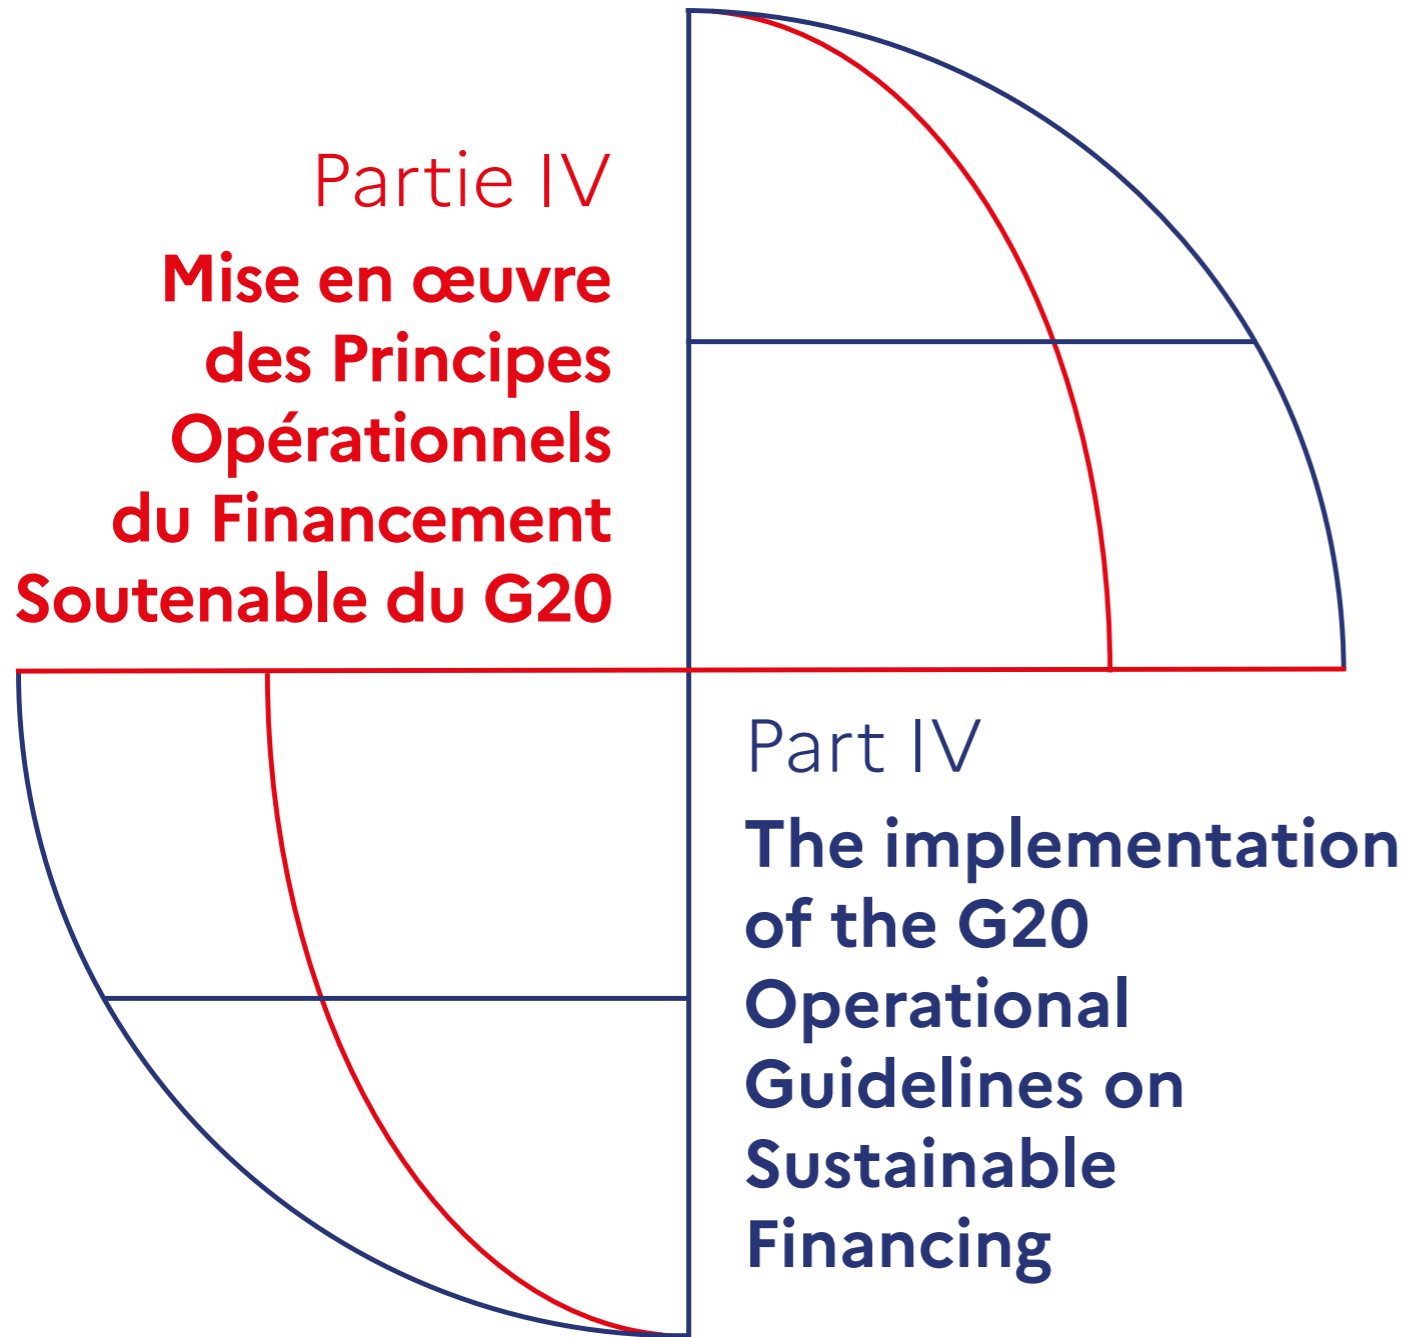 Partie IV
Mise en œuvre
des Principes
Opérationnels
du Financement
Soutenable du G20
Part IV
The implementation
of the G20
Operational
Guidelines on
Sustainable
Financing